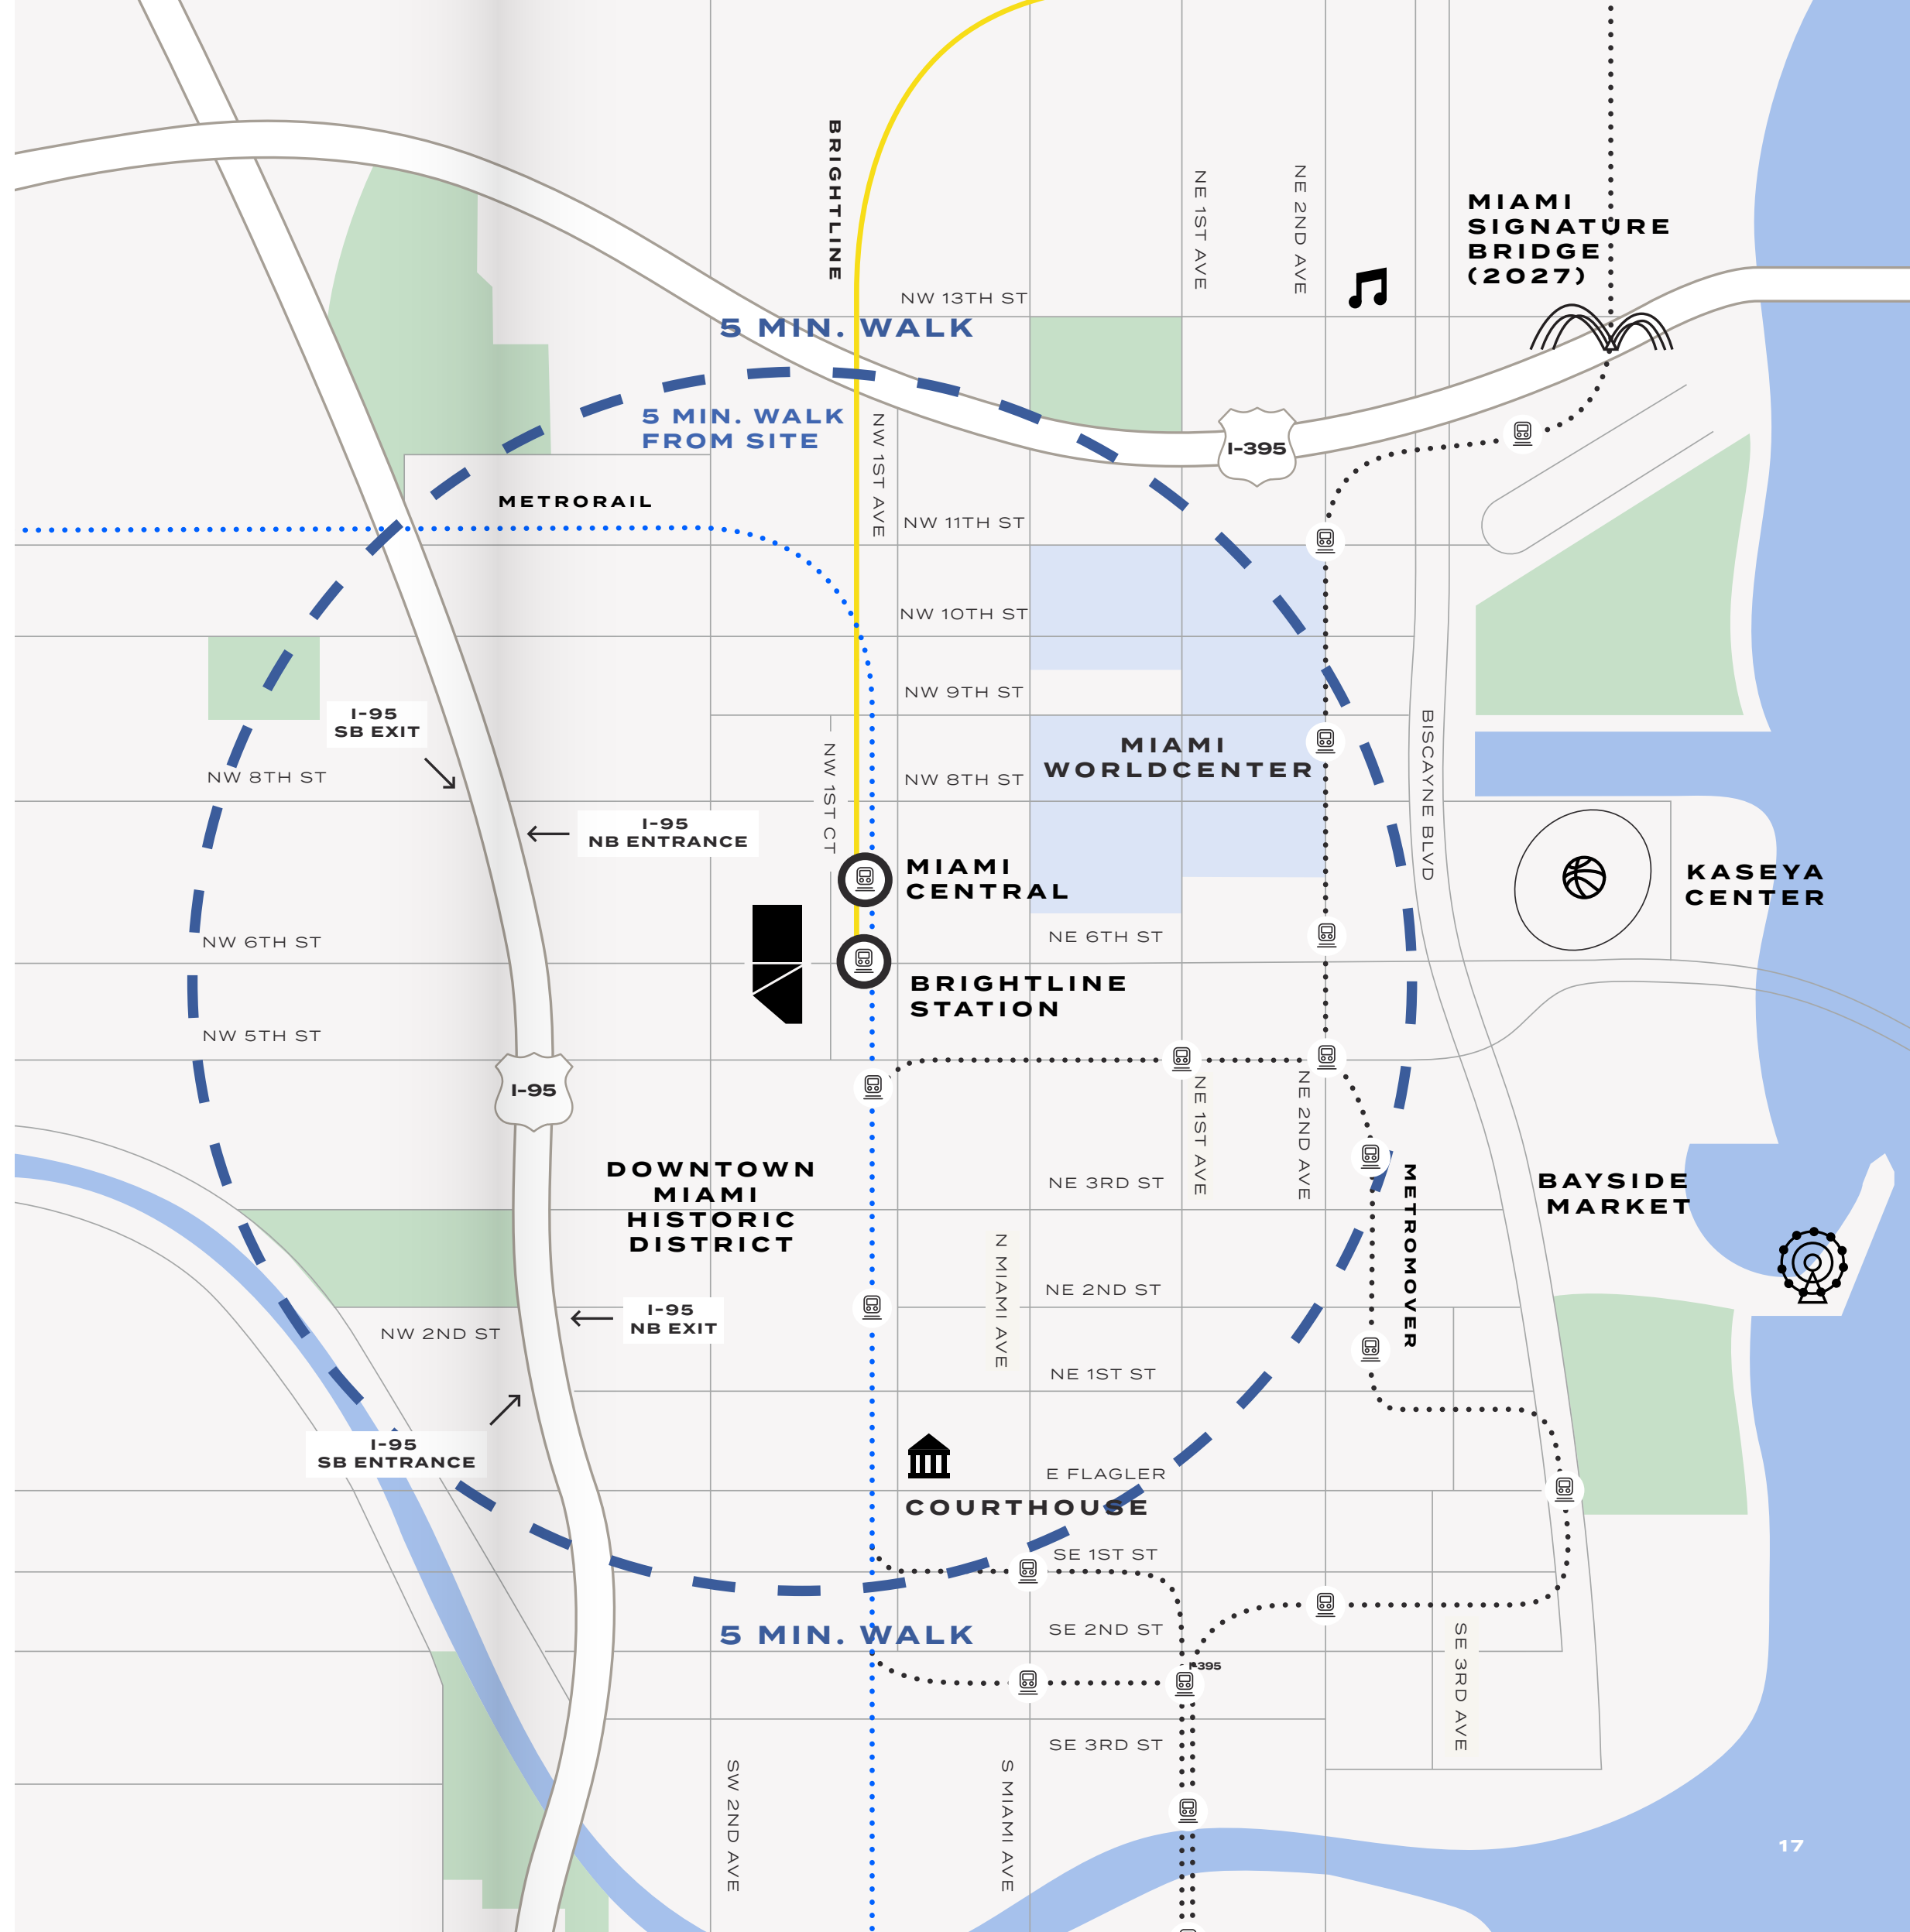 BRIGHTLINE
NE 1ST AVE
NE 2ND AVE
MIAMI
SIGNATURE
BRIDGE
(2027)
NW 13TH ST
5 MIN. WALK
5 MIN. WALK
FROM SITE
NW 1ST AVE
I-395
METRORAIL
NW 11TH ST
NW 10TH ST
NW 9TH ST
I-95
SB EXIT
NW 8TH ST
NW 1ST CT
NW 8TH ST
MIAMI
WORLDCENTER
BISCAYNE BLVD
I-95
NB ENTRANCE
MIAMI
CENTRAL
KASEYA
CENTER
NW 6TH ST
NE 6TH ST
BRIGHTLINE
STATION
NW 5TH ST
I-95
NE 1ST AVE
NE 2ND AVE
DOWNTOWN
MIAMI
HISTORIC
DISTRICT
NE 3RD ST
METROMOVER
BAYSIDE
MARKET
N MIAMI AVE
NE 2ND ST
I-95
NB EXIT
NW 2ND ST
NE 1ST ST
I-95
SB ENTRANCE
E FLAGLER
COURTHOUSE
SE 1ST ST
5 MIN. WALK
SE 2ND ST
I-395
SE 3RD AVE
SE 3RD ST
SW 2ND AVE
S MIAMI AVE
17